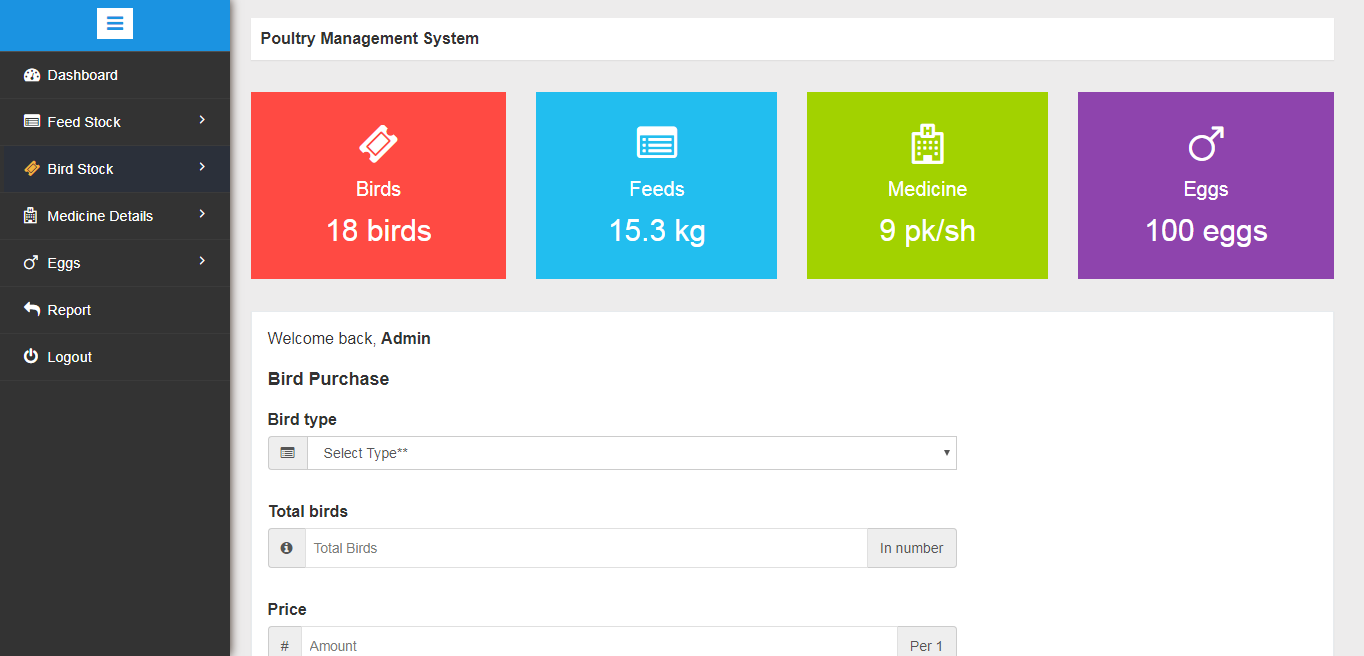 Poultry Management System
Dashboard
Feed Stock
Bird Stock
Medicine Details
Eggs
Report
Logout
Birds
18 birds
Feeds
15.3 kg
Medicine
9 pk/sh
Eggs
100 eggs
Welcome back, Admin
Bird Purchase
Bird type
Select Type**
Total birds
Total Birds In number
Price
# Amount Per 1